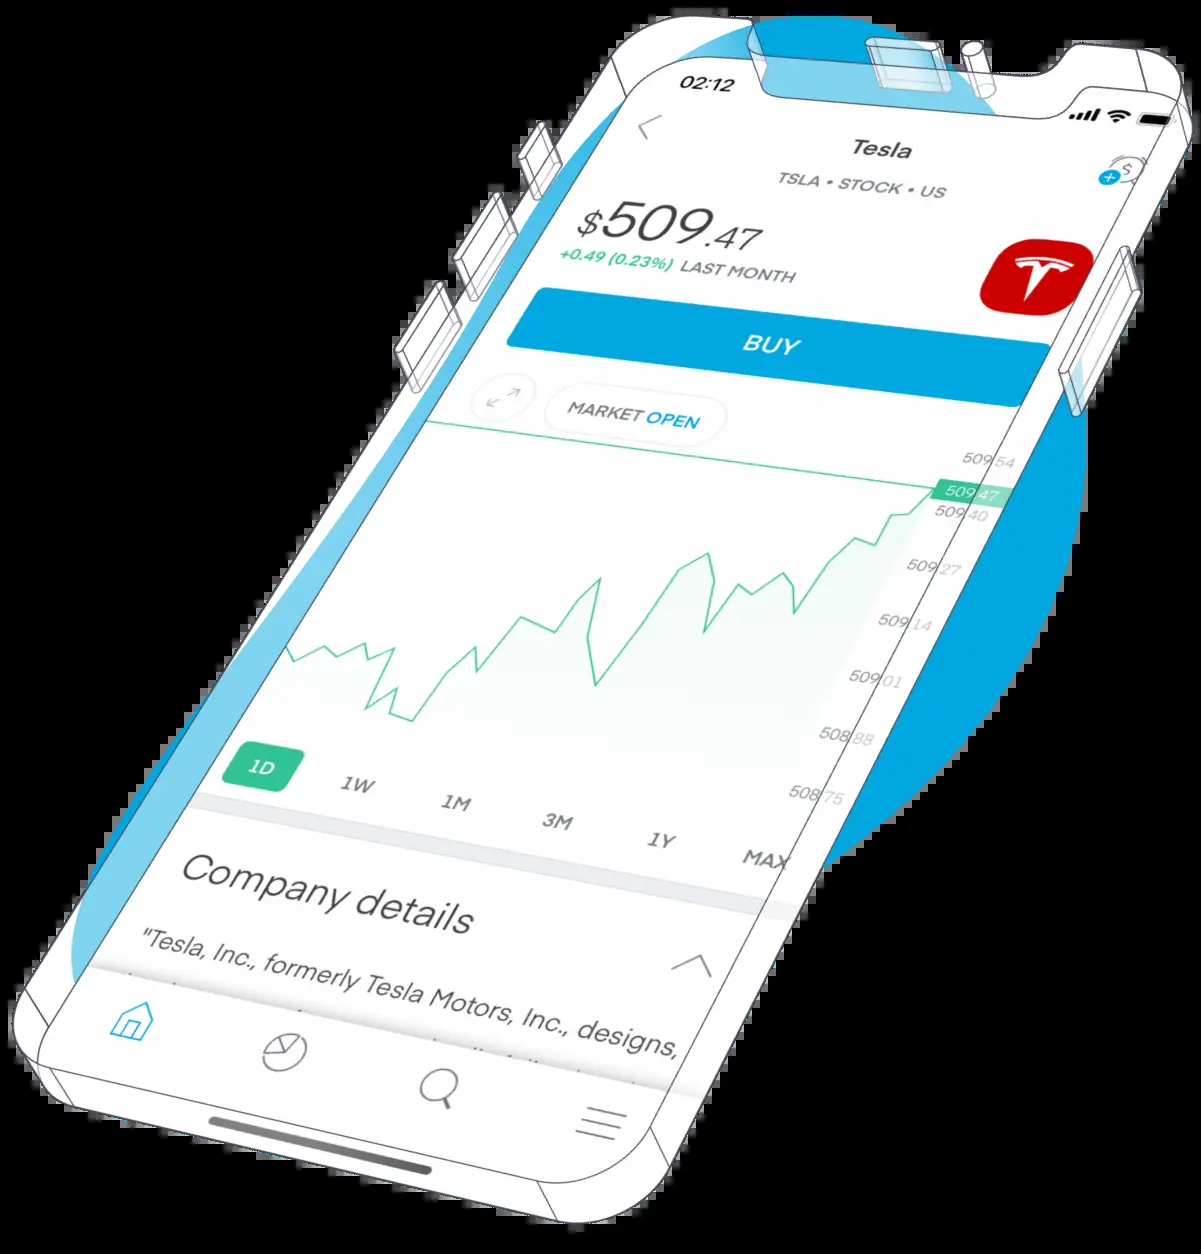 02:12
Tesla
TSLA • STOCK • US
$509.47
+0.49 (0.23%) LAST MONTH
BUY
MARKET OPEN
509.54
509.47
509.40
509.27
509.14
509.01
508.88
508.75
1D 1W 1M 3M 1Y MAX
Company details
"Tesla, Inc., formerly Tesla Motors, Inc., designs,